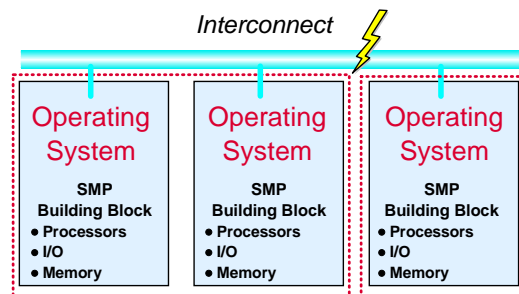 Interconnect
Operating
System
SMP
Building Block
● Processors
● I/O
● Memory
Operating
System
SMP
Building Block
● Processors
● I/O
● Memory
Operating
System
SMP
Building Block
● Processors
● I/O
● Memory